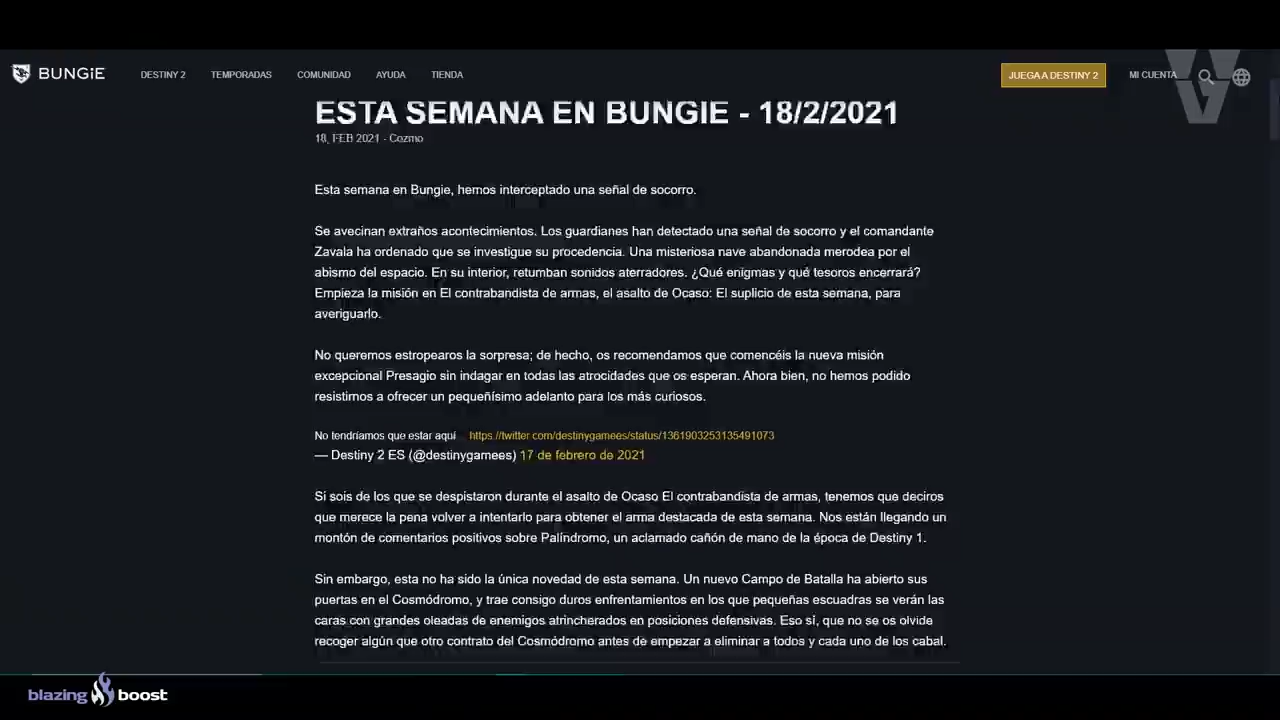 BUNGiE DESTINY 2 TEMPORADAS COMUNIDAD AYUDA TIENDA JUEGA A DESTINY 2 MI CUENTA
ESTA SEMANA EN BUNGIE - 18/2/2021
18, FEB 2021 - Cozmo
Esta semana en Bungie, hemos interceptado una señal de socorro.
Se avecinan extraños acontecimientos. Los guardianes han detectado una señal de socorro y el comandante
Zavala ha ordenado que se investigue su procedencia. Una misteriosa nave abandonada merodea por el
abismo del espacio. En su interior, retumban sonidos aterradores. ¿Qué enigmas y qué tesoros encerrará?
Empieza la misión en El contrabandista de armas, el asalto de Ocaso: El suplicio de esta semana, para
averiguarlo.
No queremos estropearos la sorpresa; de hecho, os recomendamos que comencéis la nueva misión
excepcional Presagio sin indagar en todas las atrocidades que os esperan. Ahora bien, no hemos podido
resistirnos a ofrecer un pequeñísimo adelanto para los más curiosos.
No tendríamos que estar aquí https://twitter.com/destinygamees/status/1361903253135491073
— Destiny 2 ES (@destinygamees) 17 de febrero de 2021
Si sois de los que se despistaron durante el asalto de Ocaso El contrabandista de armas, tenemos que deciros
que merece la pena volver a intentarlo para obtener el arma destacada de esta semana. Nos están llegando un
montón de comentarios positivos sobre Palíndromo, un aclamado cañón de mano de la época de Destiny 1.
Sin embargo, esta no ha sido la única novedad de esta semana. Un nuevo Campo de Batalla ha abierto sus
puertas en el Cosmódromo, y trae consigo duros enfrentamientos en los que pequeñas escuadras se verán las
caras con grandes oleadas de enemigos atrincherados en posiciones defensivas. Eso sí, que no se os olvide
recoger algún que otro contrato del Cosmódromo antes de empezar a eliminar a todos y cada uno de los cabal.
blazing boost